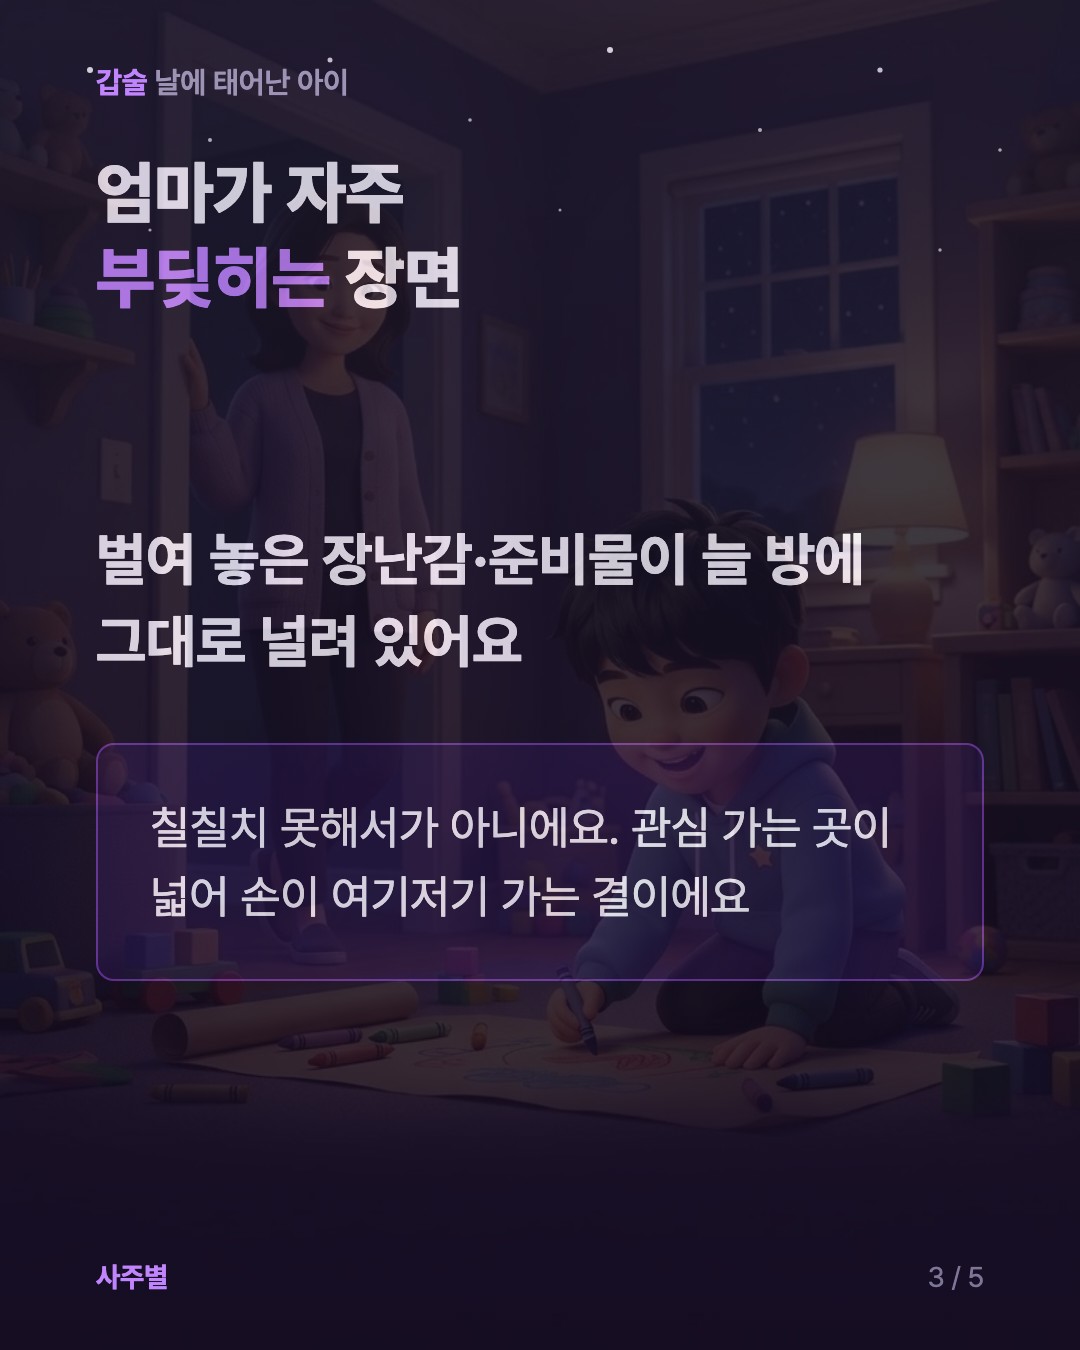 갑술 날에 태어난 아이
엄마가 자주
부딪히는 장면
벌여 놓은 장난감·준비물이 늘 방에
그대로 널려 있어요
칠칠치 못해서가 아니에요. 관심 가는 곳이
넓어 손이 여기저기 가는 결이에요
사주별
3 / 5